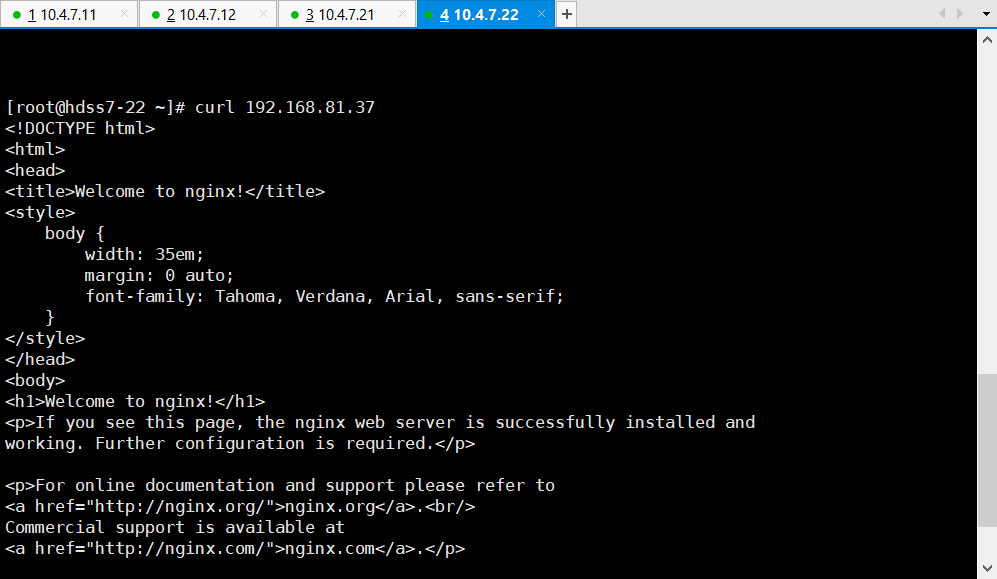 1 10.4.7.11 × 2 10.4.7.12 × 3 10.4.7.21 × 4 10.4.7.22 × +
[root@hdss7-22 ~]# curl 192.168.81.37
<!DOCTYPE html>
<html>
<head>
<title>Welcome to nginx!</title>
<style>
    body {
        width: 35em;
        margin: 0 auto;
        font-family: Tahoma, Verdana, Arial, sans-serif;
    }
</style>
</head>
<body>
<h1>Welcome to nginx!</h1>
<p>If you see this page, the nginx web server is successfully installed and
working. Further configuration is required.</p>

<p>For online documentation and support please refer to
<a href="http://nginx.org/">nginx.org</a>.<br/>
Commercial support is available at
<a href="http://nginx.com/">nginx.com</a>.</p>